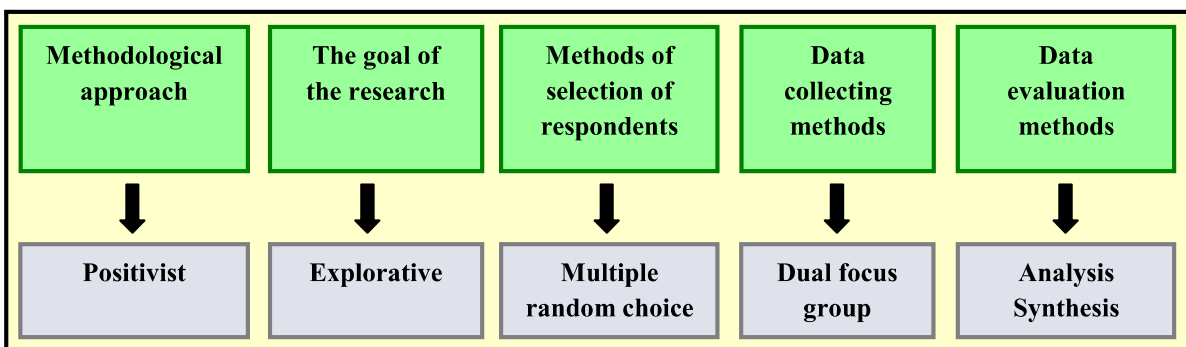 Methodological
approach
The goal of
the research
Methods of
selection of
respondents
Data
collecting
methods
Data
evaluation
methods
Positivist
Explorative
Multiple
random choice
Dual focus
group
Analysis
Synthesis